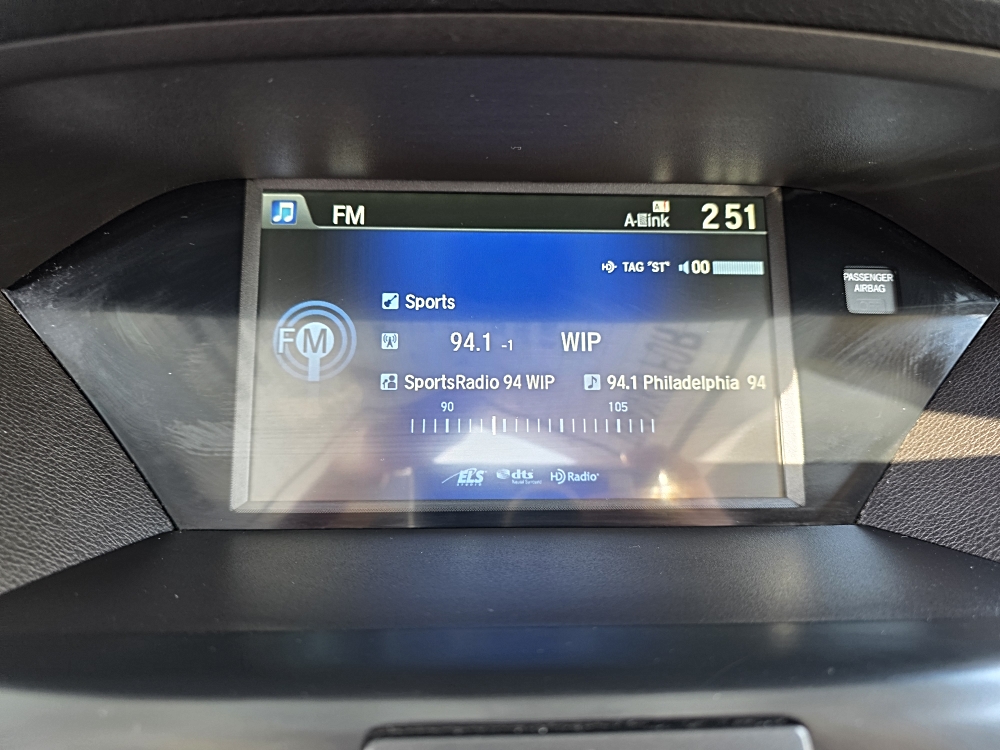 FM
A-Link
2 51
TAG "ST"
00
PASSENGER
AIRBAG
Sports
FM
94.1 -1 WIP
SportsRadio 94 WIP
94.1 Philadelphia 94
90 105
ELS STUDIO
dts
HD Radio